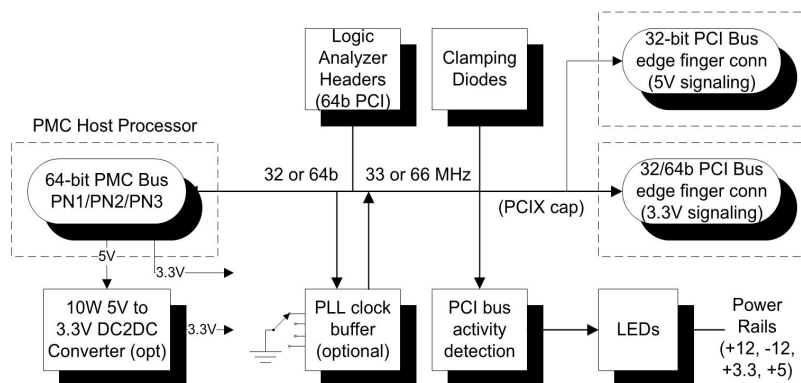 Logic
Analyzer
Headers
(64b PCI)
Clamping
Diodes
32-bit PCI Bus
edge finger conn
(5V signaling)
PMC Host Processor
64-bit PMC Bus
PN1/PN2/PN3
32 or 64b
33 or 66 MHz
(PCIX cap)
32/64b PCI Bus
edge finger conn
(3.3V signaling)
5V
3.3V
10W 5V to
3.3V DC2DC
Converter (opt)
3.3V
PLL clock
buffer
(optional)
PCI bus
activity
detection
LEDs
Power
Rails
(+12, -12,
+3.3, +5)